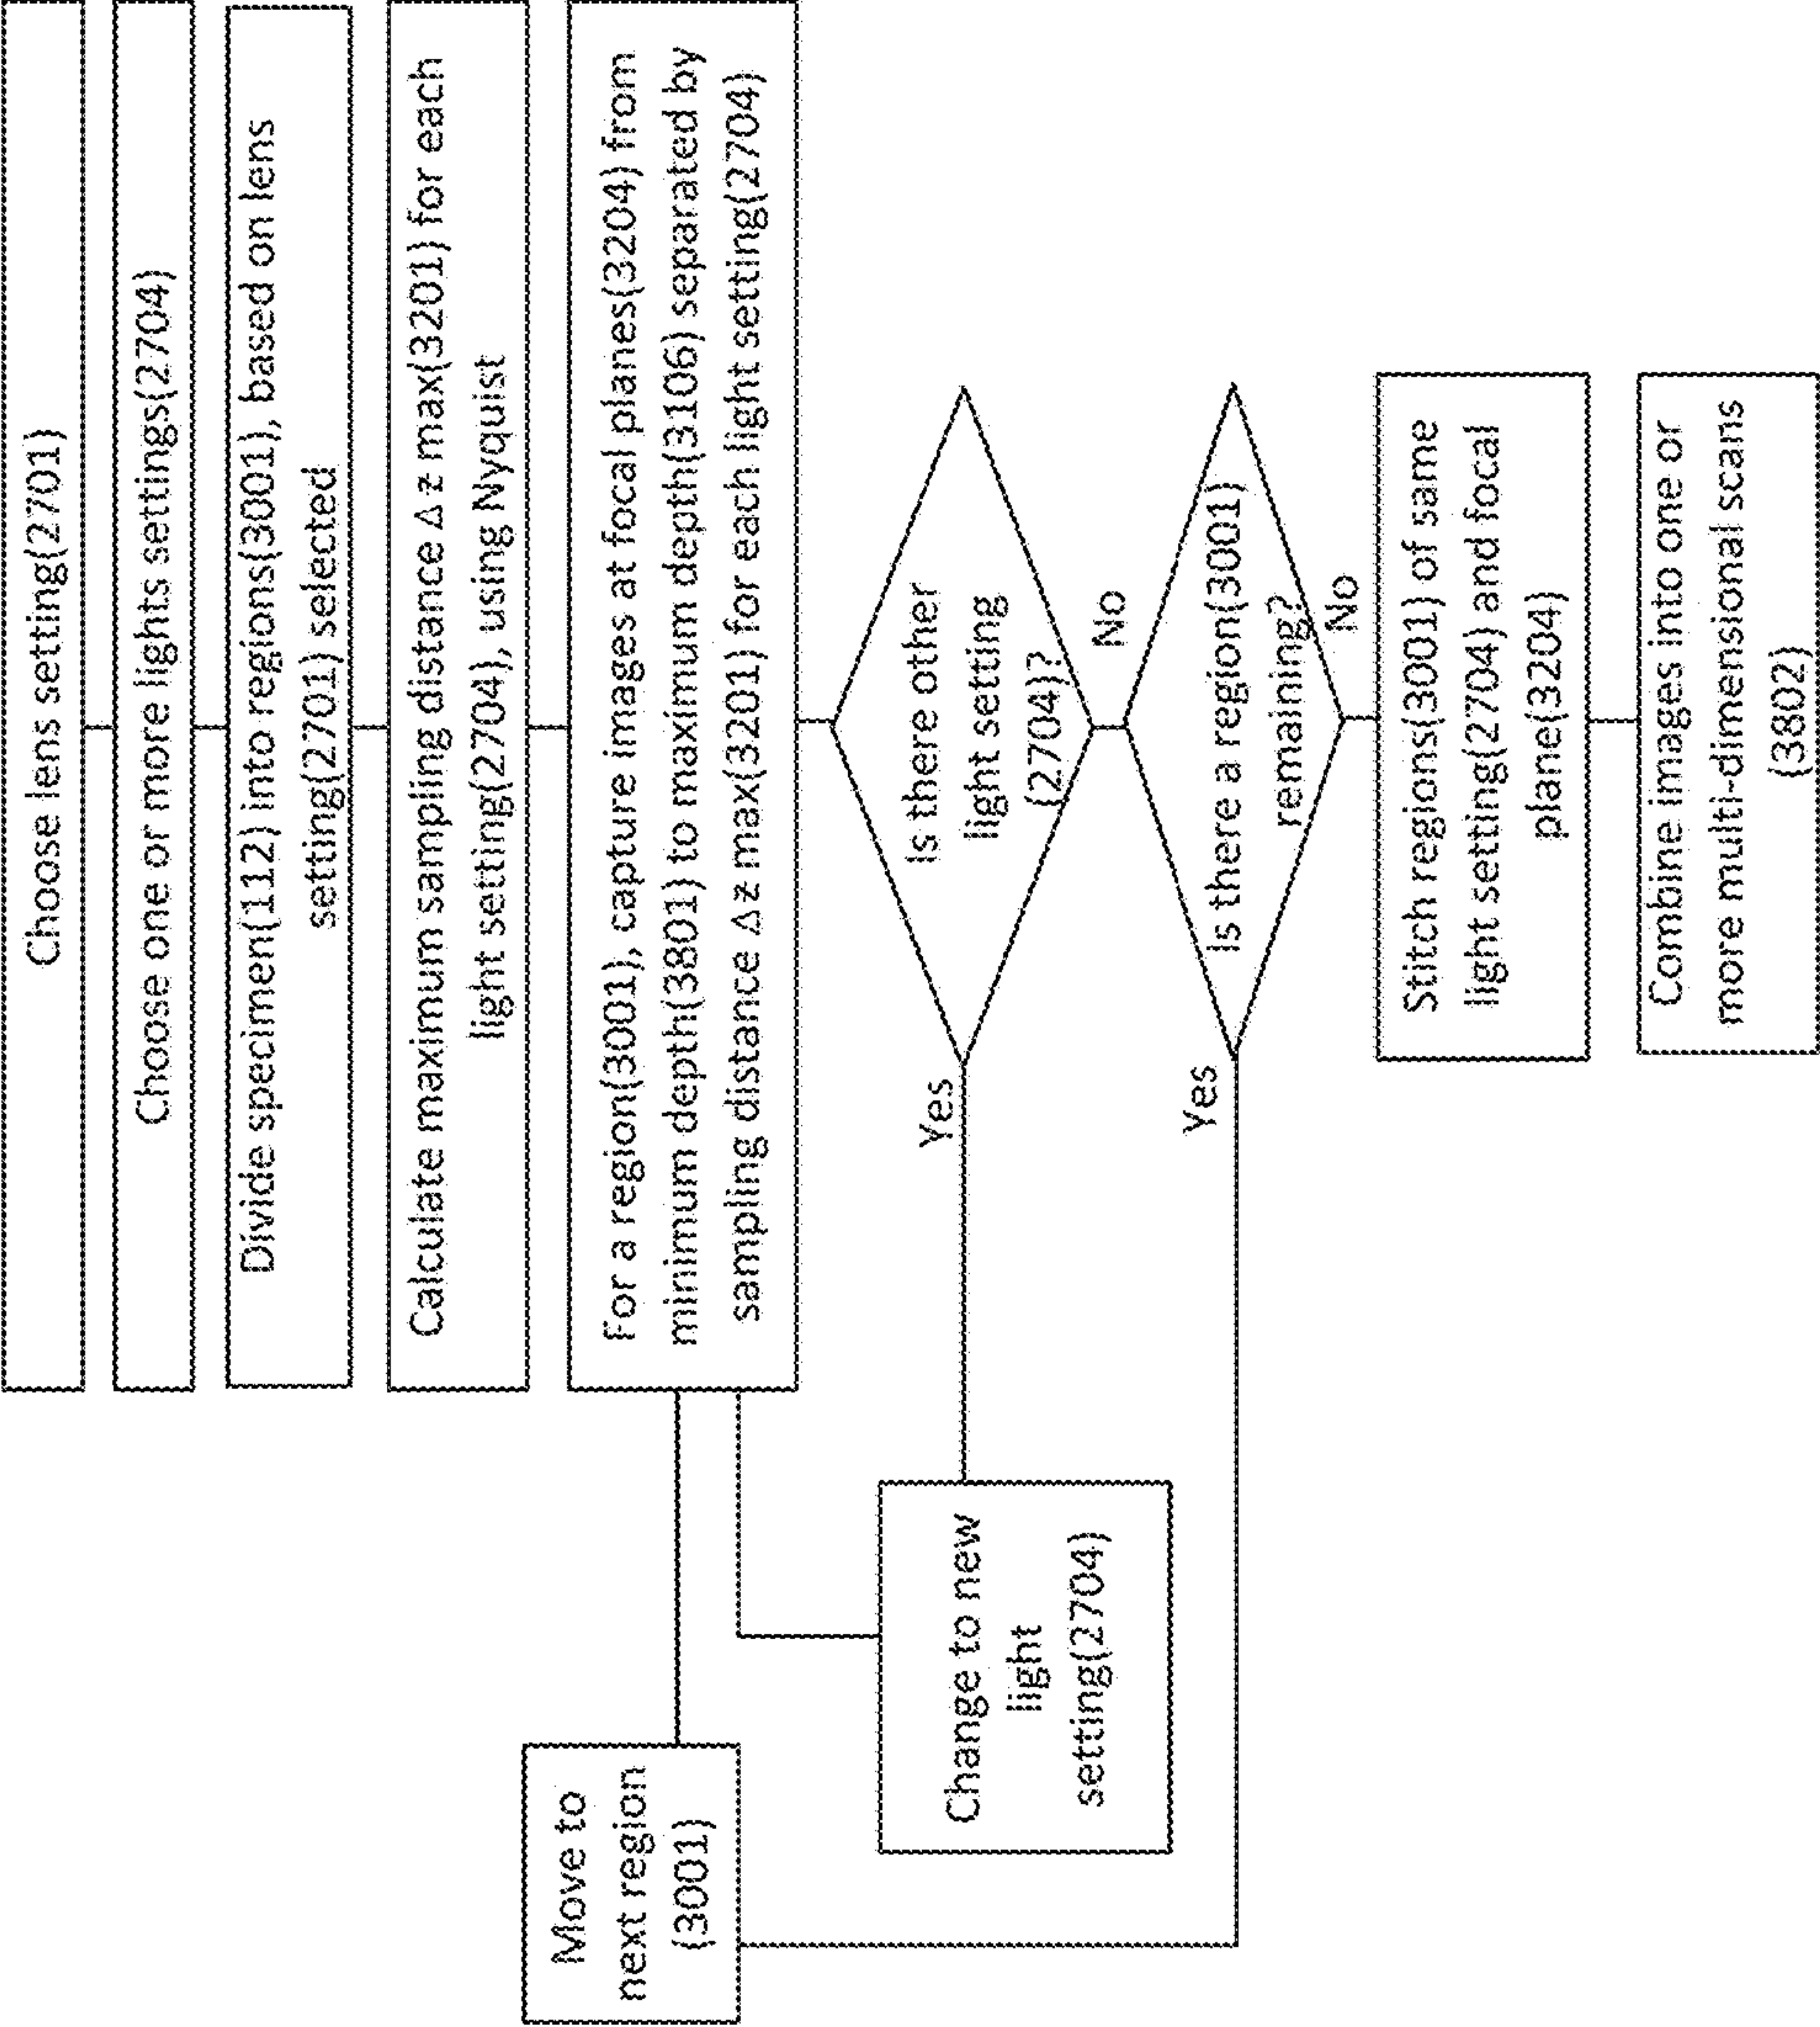 Choose lens setting(2701)
Choose one or more lights settings(2704)
Divide specimen(112) into regions(3001), based on lens
setting(2701) selected
Calculate maximum sampling distance Δ z max(3201) for each
light setting(2704), using Nyquist
For a region(3001), capture images at focal planes(3204) from
minimum depth(3801) to maximum depth(3106) separated by
sampling distance Δz max(3201) for each light setting(2704)
Move to
next region
(3001)
Is there other
light setting
(2704)?
Yes
No
Change to new
light
setting(2704)
Is there a region(3001)
remaining?
Yes
No
Stitch regions(3001) of same
light setting(2704) and focal
plane(3204)
Combine images into one or
more multi-dimensional scans
(3802)